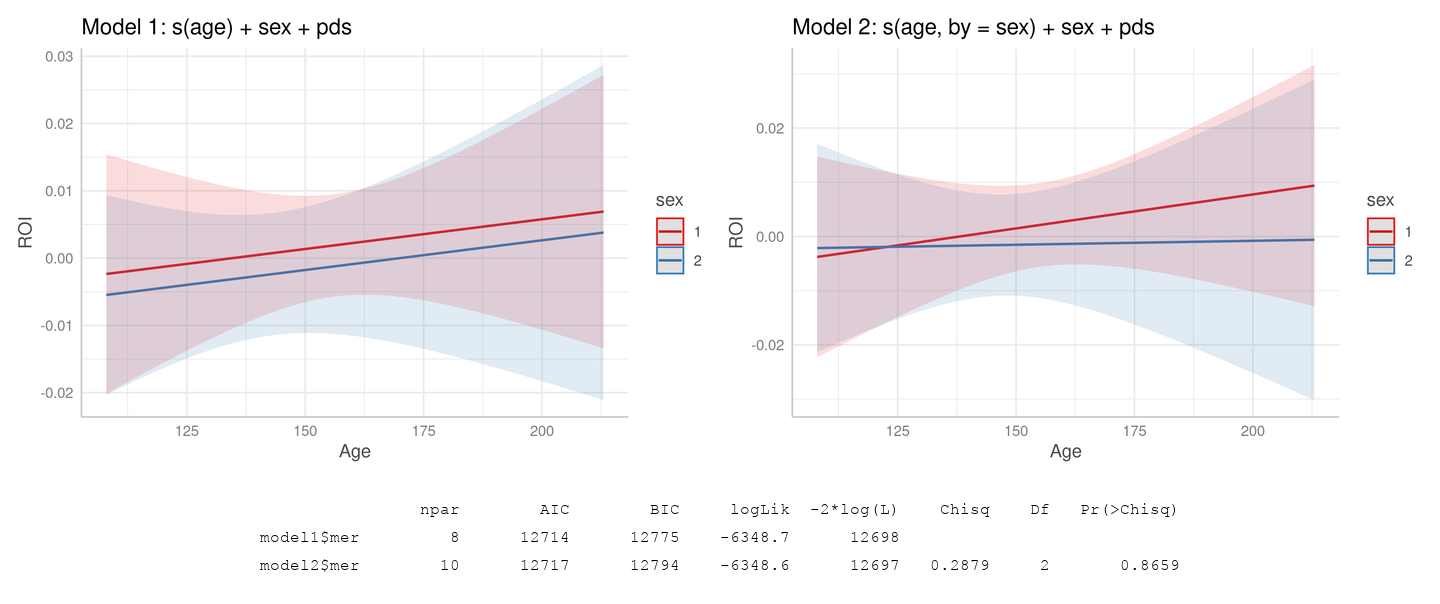 Model 1: s(age) + sex + pds
0.03
0.02
0.01
0.00
-0.01
-0.02
ROI
125 150 175 200
Age
sex
1
2
Model 2: s(age, by = sex) + sex + pds
0.02
0.00
-0.02
ROI
125 150 175 200
Age
sex
1
2
npar AIC BIC logLik -2*log(L) Chisq Df Pr(>Chisq)
model1$mer 8 12714 12775 -6348.7 12698
model2$mer 10 12717 12794 -6348.6 12697 0.2879 2 0.8659